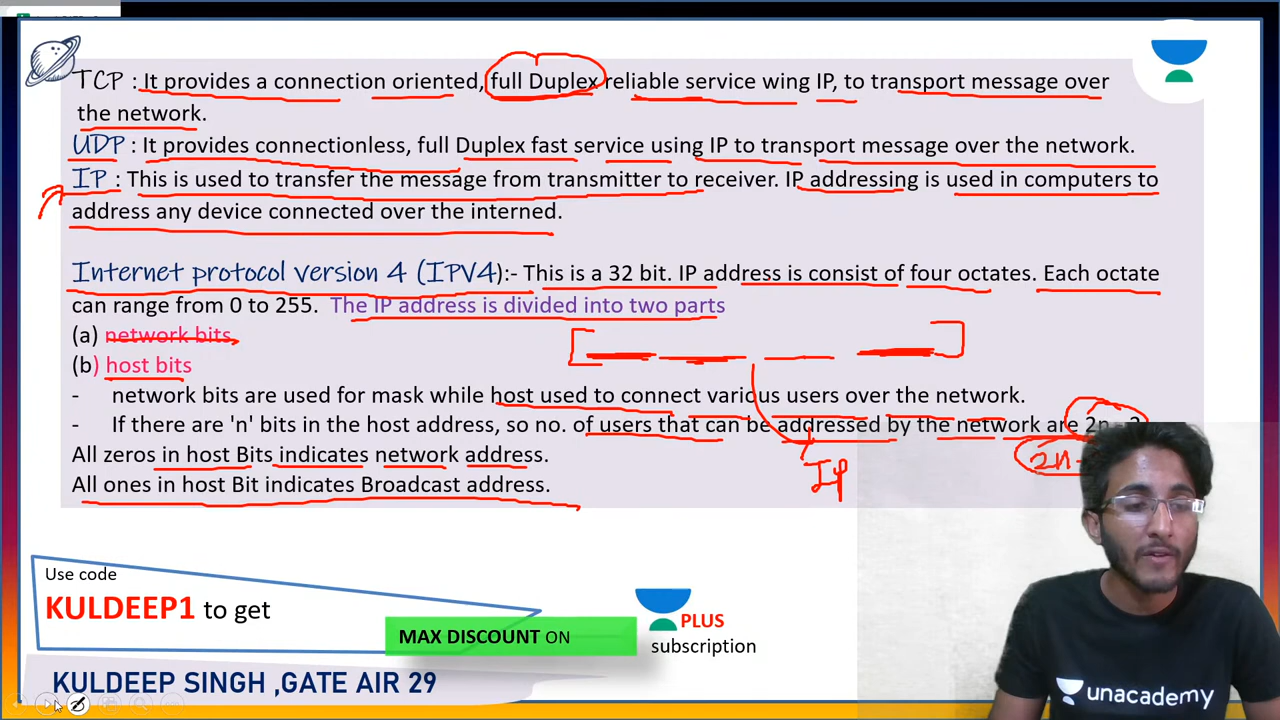 TCP : It provides a connection oriented, full Duplex reliable service wing IP, to transport message over
the network.
UDP : It provides connectionless, full Duplex fast service using IP to transport message over the network.
IP : This is used to transfer the message from transmitter to receiver. IP addressing is used in computers to
address any device connected over the interned.
Internet protocol version 4 (IPV4):- This is a 32 bit. IP address is consist of four octates. Each octate
can range from 0 to 255. The IP address is divided into two parts
(a) network bits
(b) host bits
- network bits are used for mask while host used to connect various users over the network.
- If there are 'n' bits in the host address, so no. of users that can be addressed by the network are 2n-2
2n-
All zeros in host Bits indicates network address.
IP
All ones in host Bit indicates Broadcast address.
Use code
KULDEEP1 to get
MAX DISCOUNT ON
PLUS
subscription
KULDEEP SINGH ,GATE AIR 29
unacademy